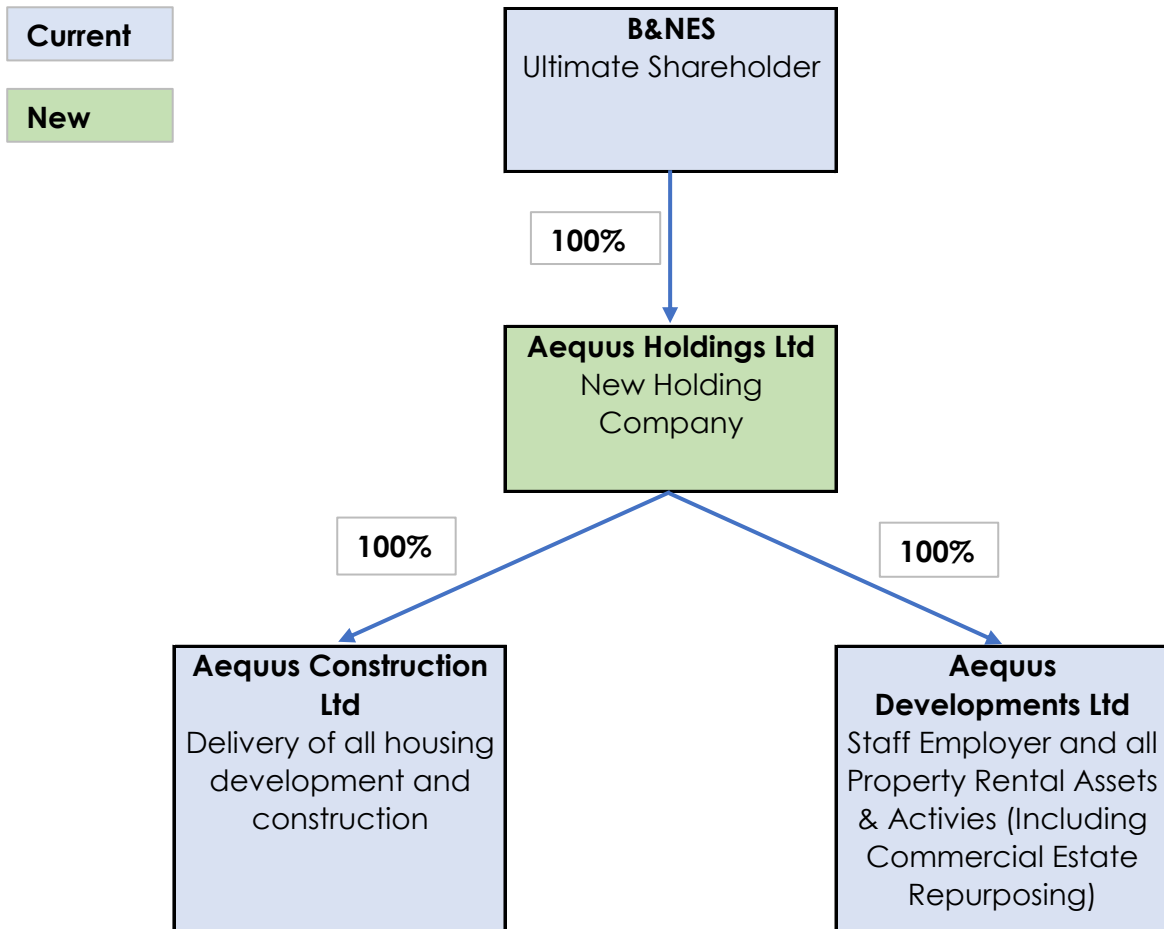 Current
New
B&NES
Ultimate Shareholder
100%
Aequus Holdings Ltd
New Holding
Company
100%
100%
Aequus Construction
Ltd
Delivery of all housing
development and
construction
Aequus
Developments Ltd
Staff Employer and all
Property Rental Assets
& Activies (Including
Commercial Estate
Repurposing)